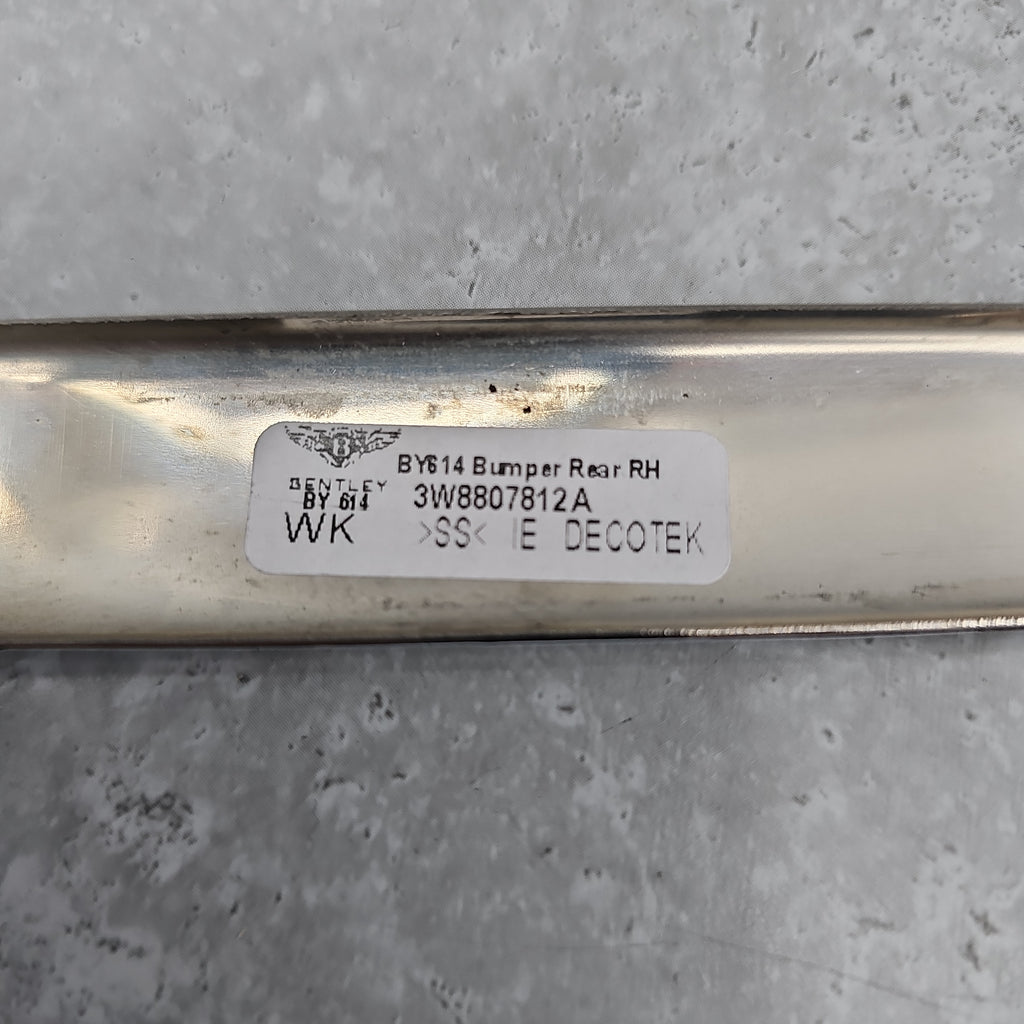 BY614 Bumper Rear RH
BENTLEY
BY 614
3W8807812A
WK >SS< IE DECOTEK